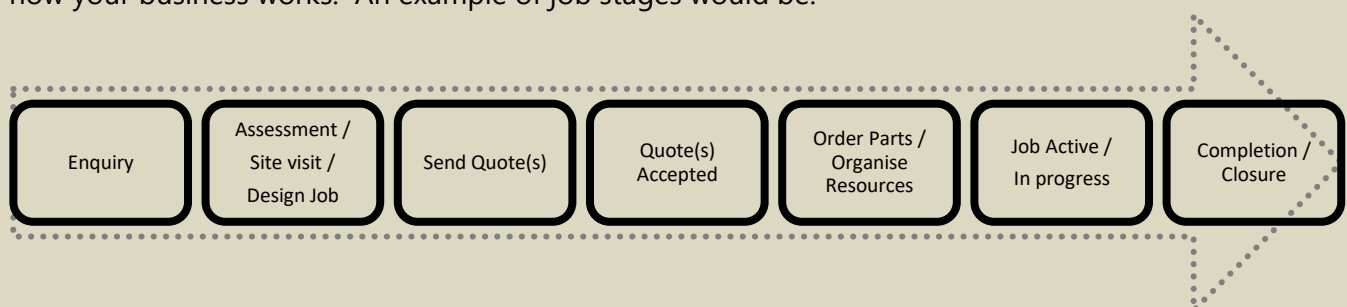 how your business works. An example of job stages would be:
Enquiry
Assessment /
Site visit /
Design Job
Send Quote(s)
Quote(s)
Accepted
Order Parts /
Organise
Resources
Job Active /
In progress
Completion /
Closure